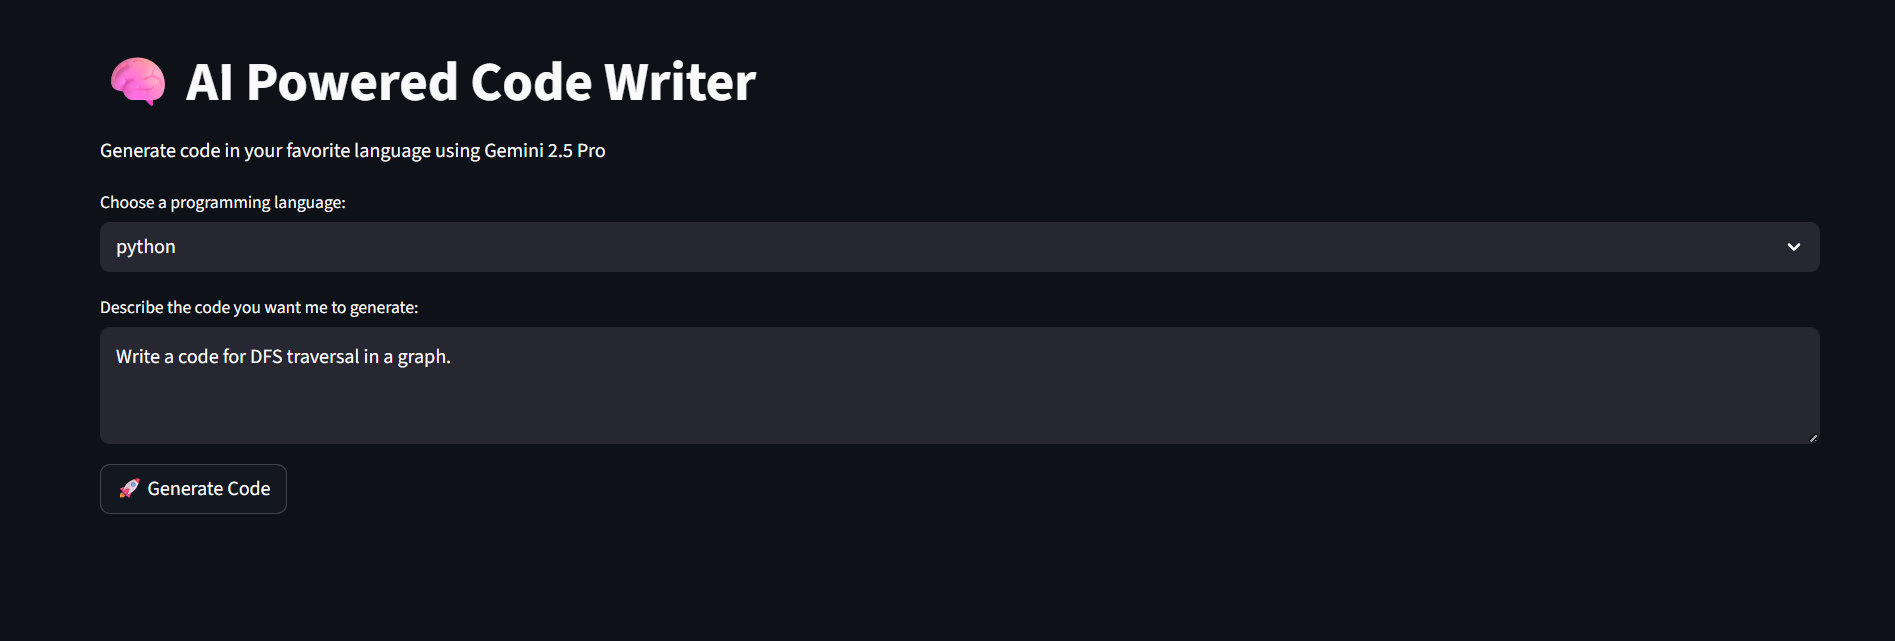 🧠 AI Powered Code Writer
Generate code in your favorite language using Gemini 2.5 Pro
Choose a programming language:
python
Describe the code you want me to generate:
Write a code for DFS traversal in a graph.
🚀 Generate Code